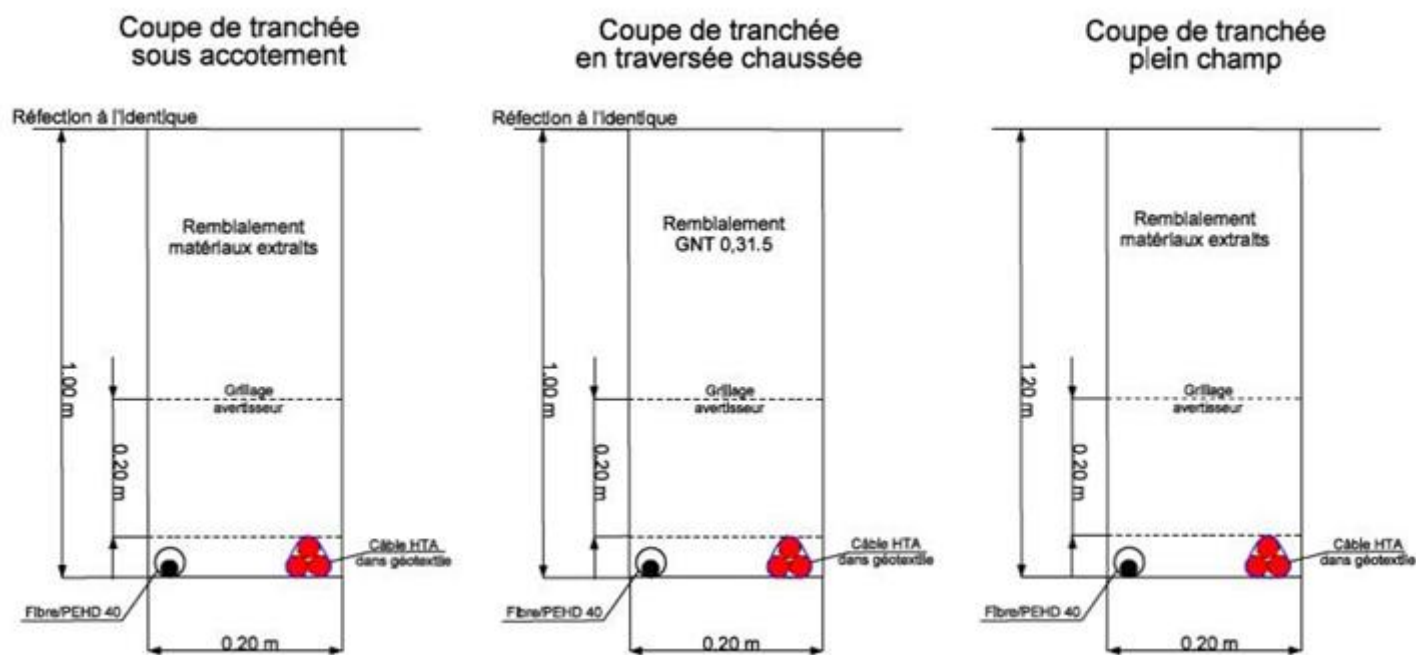 Coupe de tranchée
sous accotement
Réfection à l'identique
Remblaiement
matériaux extraits
1.00 m
Grillage
avertisseur
0.20 m
Câble HTA
dans géotextile
Fibre/PEHD 40
0.20 m
Coupe de tranchée
en traversée chaussée
Réfection à l'identique
Remblaiement
GNT 0,31.5
1.00 m
Grillage
avertisseur
0.20 m
Câble HTA
dans géotextile
Fibre/PEHD 40
0.20 m
Coupe de tranchée
plein champ
Remblaiement
matériaux extraits
1.20 m
Grillage
avertisseur
0.20 m
Câble HTA
dans géotextile
Fibre/PEHD 40
0.20 m